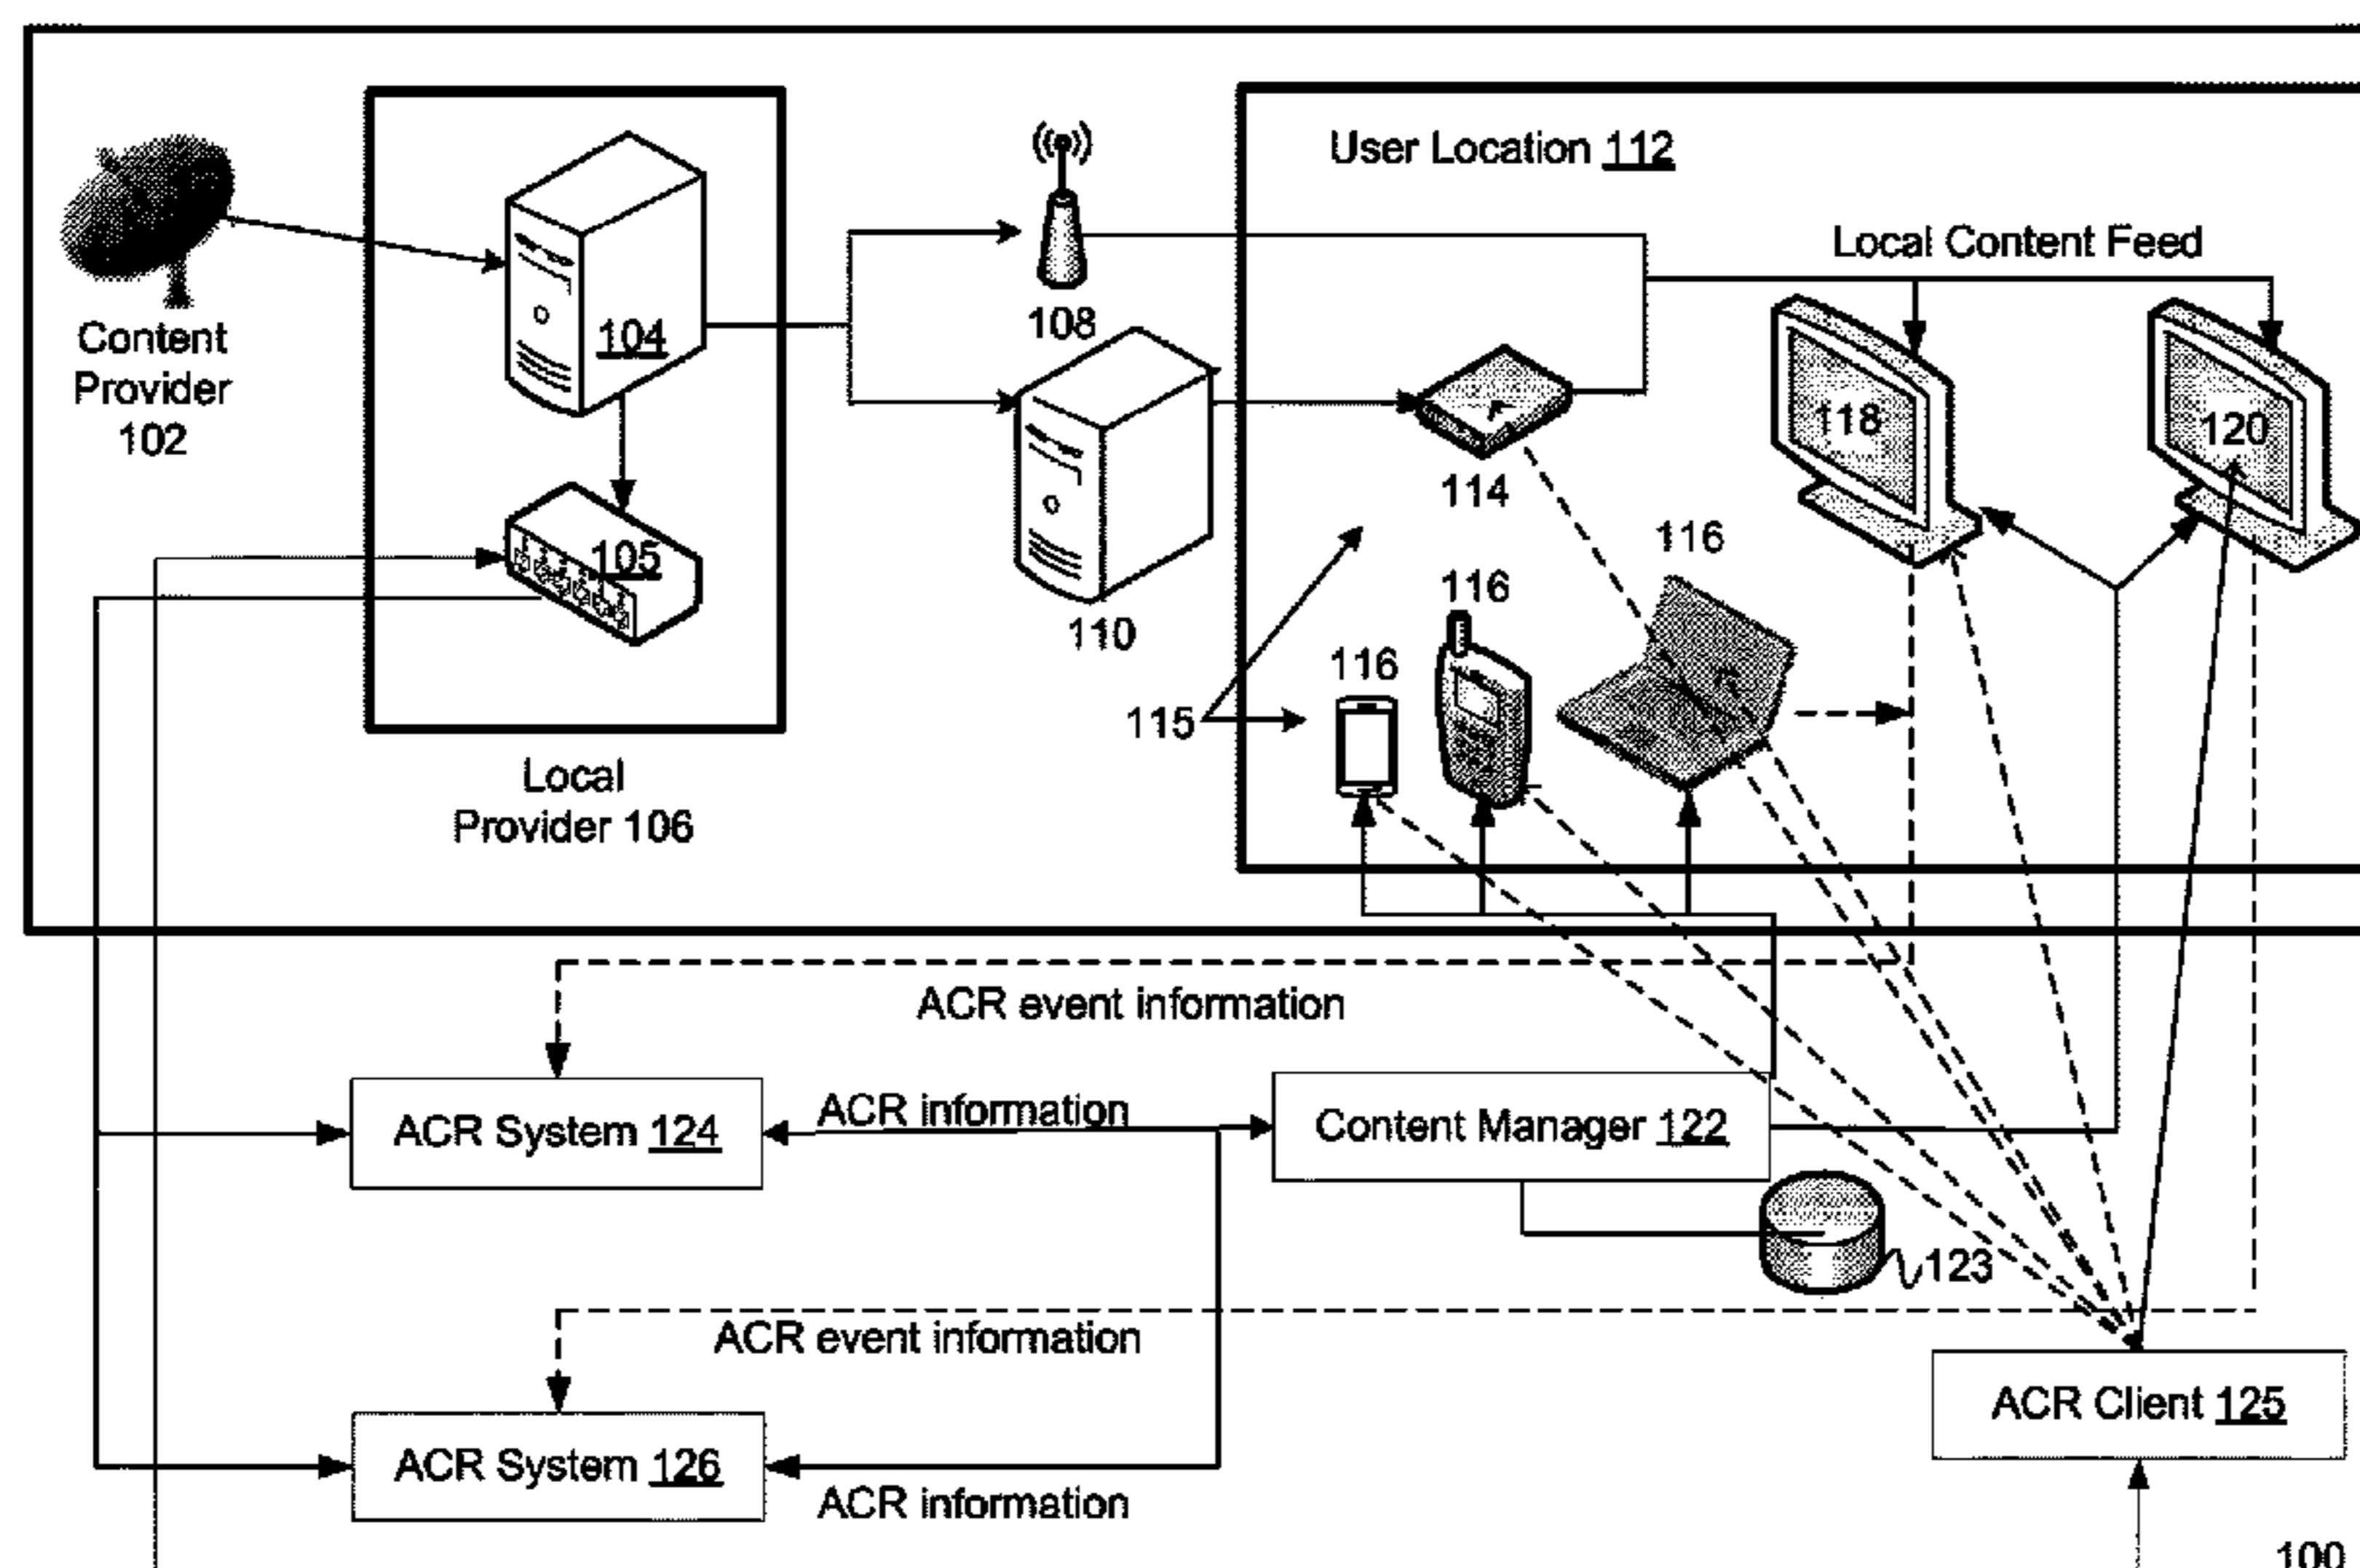 User Location 112
Local Content Feed
Content
Provider
102
104
108
118
120
114
105
116
110
116
116
115
Local
Provider 106
ACR event information
ACR System 124
ACR information
Content Manager 122
123
ACR event information
ACR Client 125
ACR System 126
ACR information
100